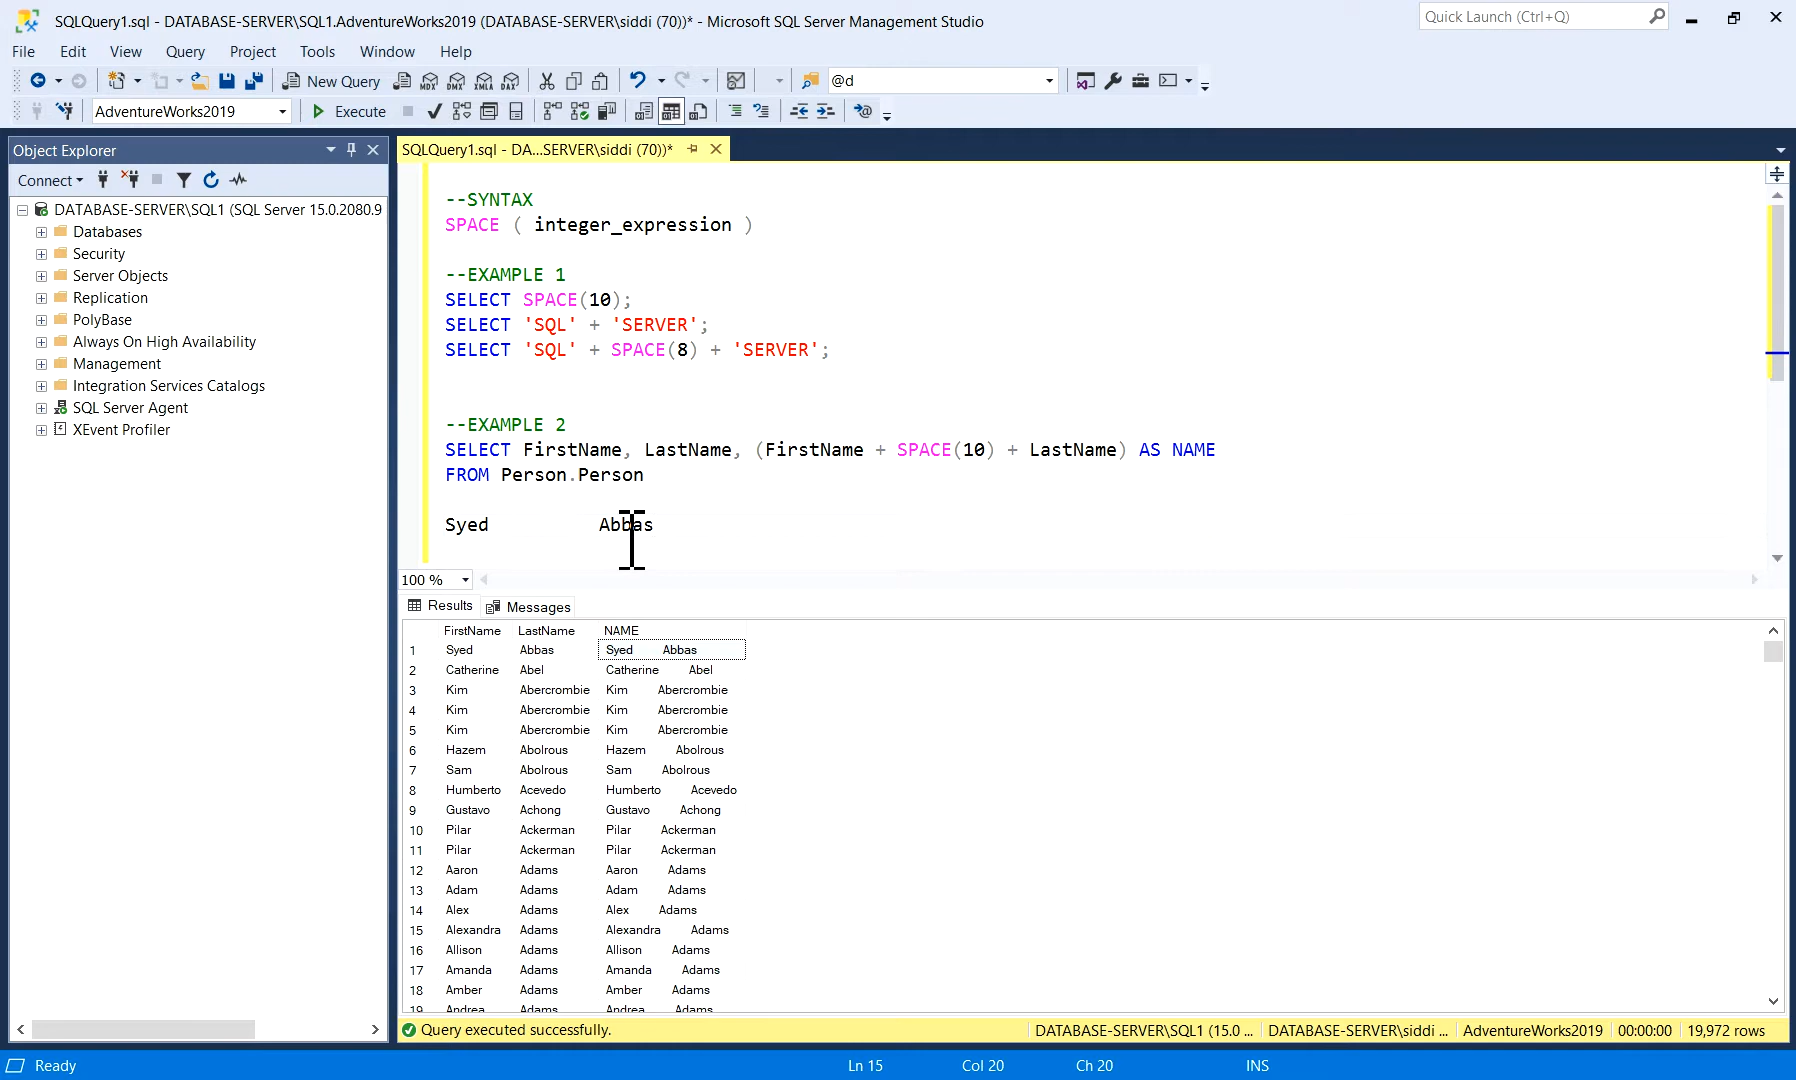 SQLQuery1.sql - DATABASE-SERVER\SQL1.AdventureWorks2019 (DATABASE-SERVER\siddi (70))* - Microsoft SQL Server Management Studio
Quick Launch (Ctrl+Q)
File Edit View Query Project Tools Window Help
New Query MDX DMX XMLA DAX @d
AdventureWorks2019 Execute
Object Explorer
Connect
DATABASE-SERVER\SQL1 (SQL Server 15.0.2080.9
Databases
Security
Server Objects
Replication
PolyBase
Always On High Availability
Management
Integration Services Catalogs
SQL Server Agent
XEvent Profiler
SQLQuery1.sql - DA...SERVER\siddi (70))*
--SYNTAX
SPACE ( integer_expression )
--EXAMPLE 1
SELECT SPACE(10);
SELECT 'SQL' + 'SERVER';
SELECT 'SQL' + SPACE(8) + 'SERVER';
--EXAMPLE 2
SELECT FirstName, LastName, (FirstName + SPACE(10) + LastName) AS NAME
FROM Person.Person
Syed          Abbas
100 %
Results Messages
FirstName LastName NAME
1 Syed Abbas Syed          Abbas
2 Catherine Abel Catherine          Abel
3 Kim Abercrombie Kim          Abercrombie
4 Kim Abercrombie Kim          Abercrombie
5 Kim Abercrombie Kim          Abercrombie
6 Hazem Abolrous Hazem          Abolrous
7 Sam Abolrous Sam          Abolrous
8 Humberto Acevedo Humberto          Acevedo
9 Gustavo Achong Gustavo          Achong
10 Pilar Ackerman Pilar          Ackerman
11 Pilar Ackerman Pilar          Ackerman
12 Aaron Adams Aaron          Adams
13 Adam Adams Adam          Adams
14 Alex Adams Alex          Adams
15 Alexandra Adams Alexandra          Adams
16 Allison Adams Allison          Adams
17 Amanda Adams Amanda          Adams
18 Amber Adams Amber          Adams
19 Andrea Adams Andrea          Adams
Query executed successfully. DATABASE-SERVER\SQL1 (15.0 ... DATABASE-SERVER\siddi ... AdventureWorks2019 00:00:00 19,972 rows
Ready Ln 15 Col 20 Ch 20 INS